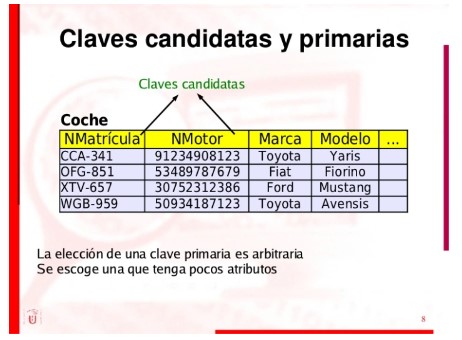 Claves candidatas y primarias
Claves candidatas
Coche
NMatrícula NMotor Marca Modelo ...
CCA-341 91234908123 Toyota Yaris
OFG-851 53489787679 Fiat Fiorino
XTV-657 30752312386 Ford Mustang
WGB-959 50934187123 Toyota Avensis
La elección de una clave primaria es arbitraria
Se escoge una que tenga pocos atributos
U 8